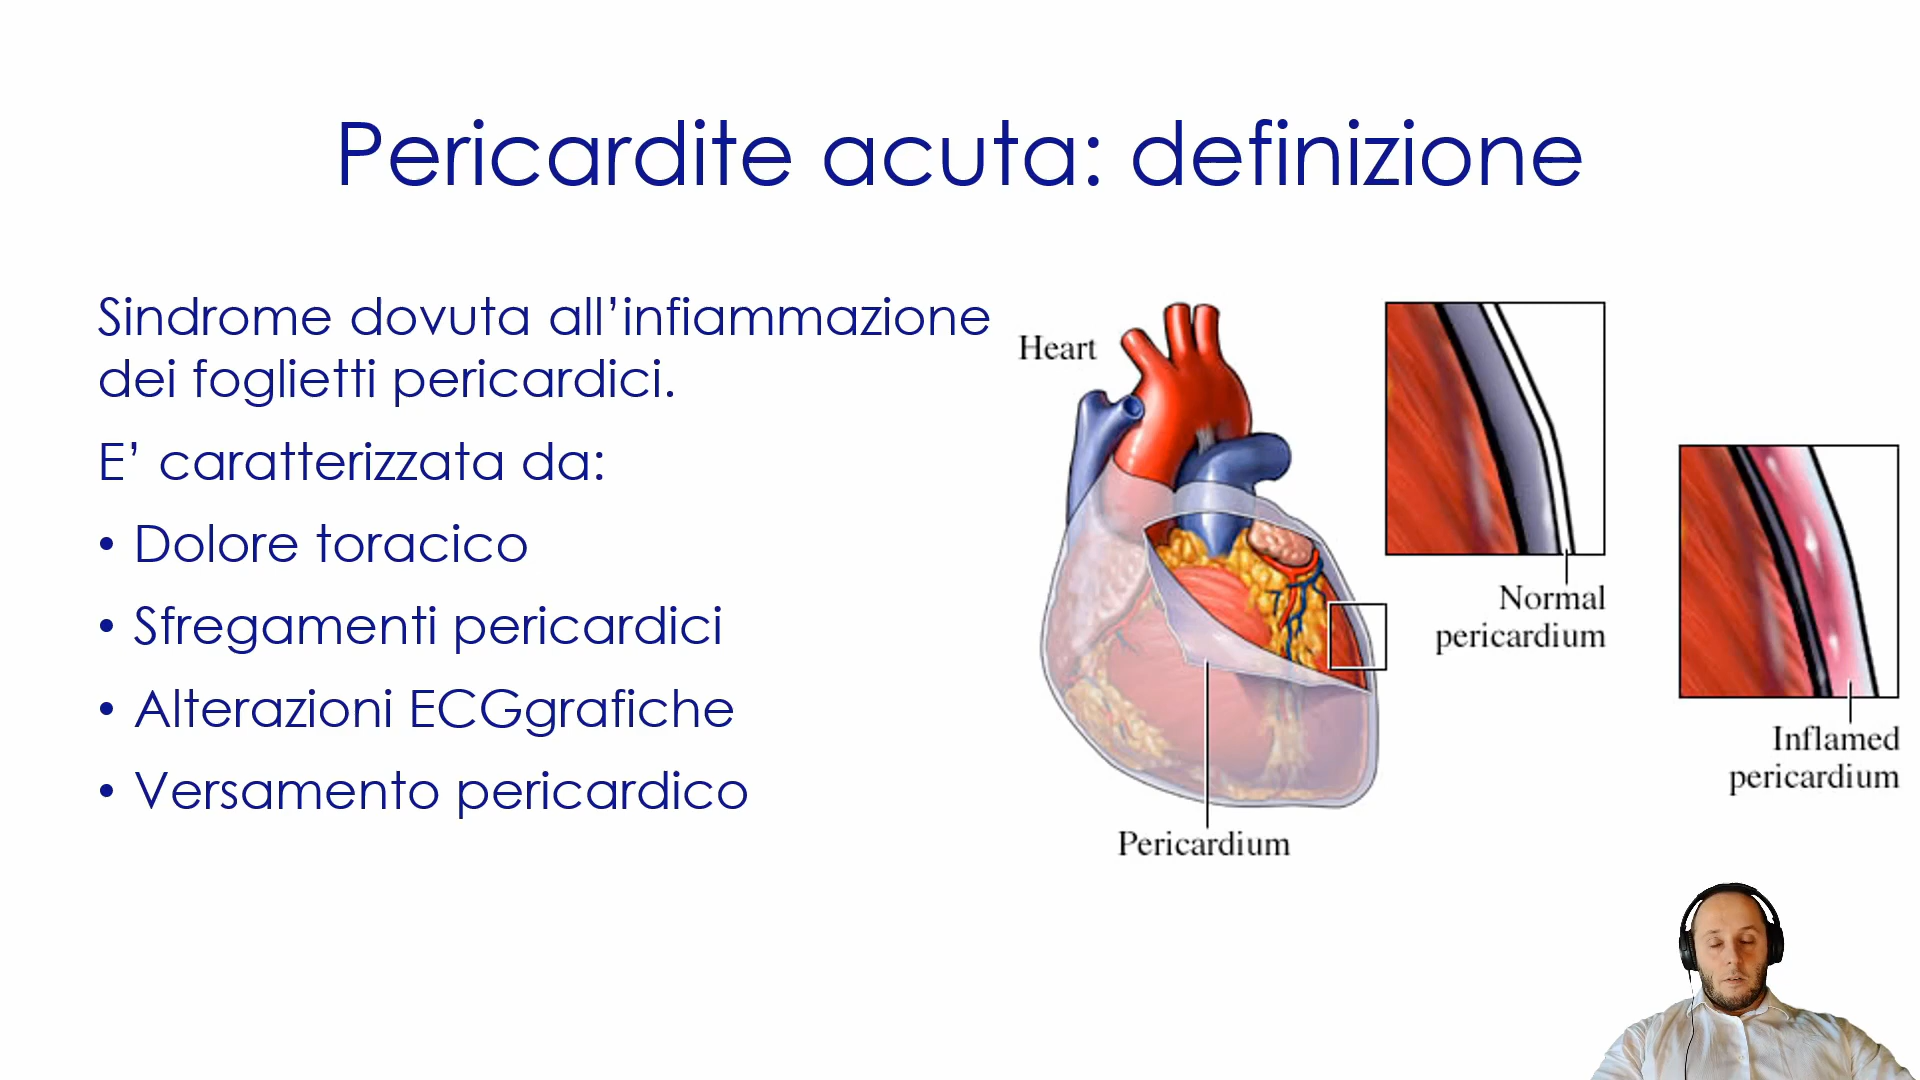 Pericardite acuta: definizione
Sindrome dovuta all’infiammazione
dei foglietti pericardici.
E’ caratterizzata da:
• Dolore toracico
• Sfregamenti pericardici
• Alterazioni ECGgrafiche
• Versamento pericardico
Heart
Normal
pericardium
Inflamed
pericardium
Pericardium